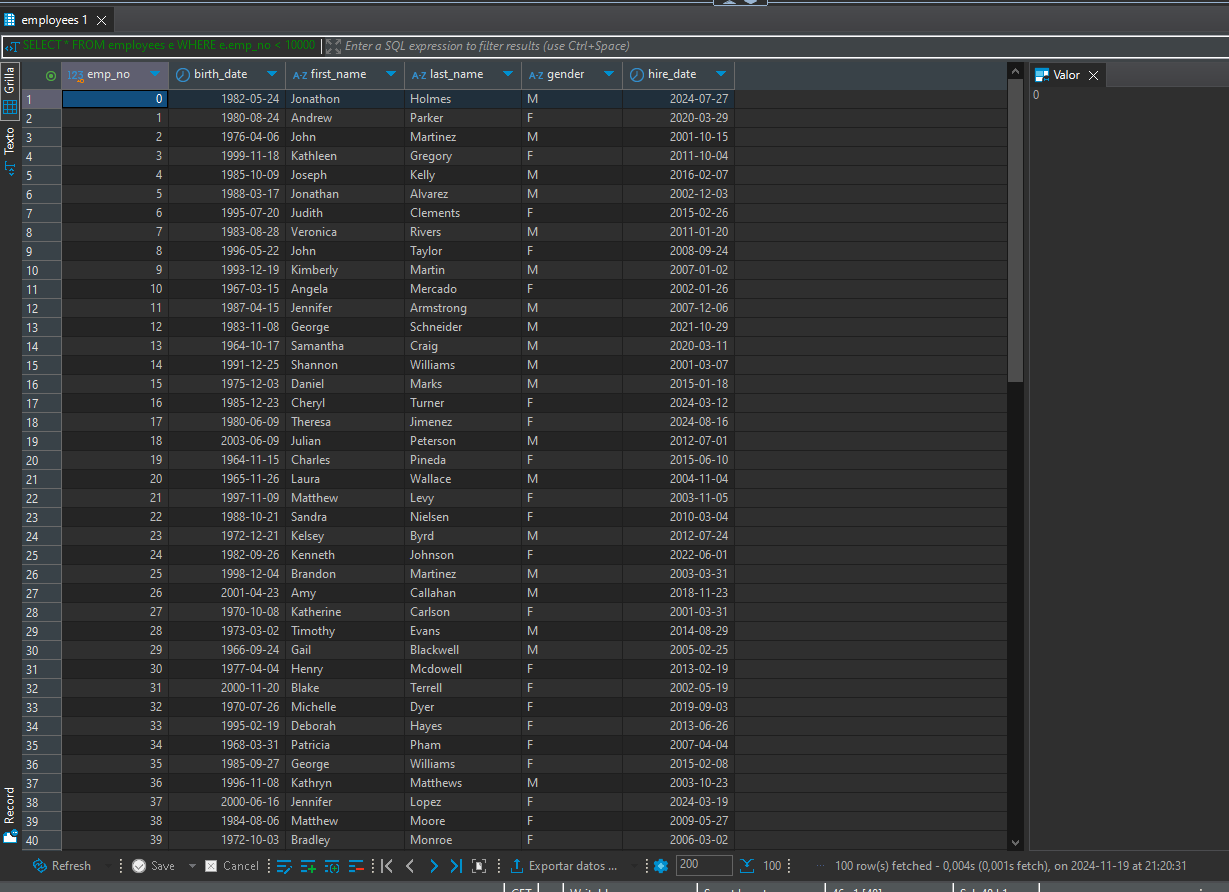 employees 1
SELECT * FROM employees e WHERE e.emp_no < 10000 Enter a SQL expression to filter results (use Ctrl+Space)
Grilla
Texto
Record
123 emp_no birth_date A-Z first_name A-Z last_name A-Z gender hire_date
1 0 1982-05-24 Jonathon Holmes M 2024-07-27
2 1 1980-08-24 Andrew Parker F 2020-03-29
3 2 1976-04-06 John Martinez M 2001-10-15
4 3 1999-11-18 Kathleen Gregory F 2011-10-04
5 4 1985-10-09 Joseph Kelly M 2016-02-07
6 5 1988-03-17 Jonathan Alvarez M 2002-12-03
7 6 1995-07-20 Judith Clements F 2015-02-26
8 7 1983-08-28 Veronica Rivers M 2011-01-20
9 8 1996-05-22 John Taylor F 2008-09-24
10 9 1993-12-19 Kimberly Martin M 2007-01-02
11 10 1967-03-15 Angela Mercado F 2002-01-26
12 11 1987-04-15 Jennifer Armstrong M 2007-12-06
13 12 1983-11-08 George Schneider M 2021-10-29
14 13 1964-10-17 Samantha Craig M 2020-03-11
15 14 1991-12-25 Shannon Williams M 2001-03-07
16 15 1975-12-03 Daniel Marks M 2015-01-18
17 16 1985-12-23 Cheryl Turner F 2024-03-12
18 17 1980-06-09 Theresa Jimenez F 2024-08-16
19 18 2003-06-09 Julian Peterson M 2012-07-01
20 19 1964-11-15 Charles Pineda F 2015-06-10
21 20 1965-11-26 Laura Wallace M 2004-11-04
22 21 1997-11-09 Matthew Levy F 2003-11-05
23 22 1988-10-21 Sandra Nielsen F 2010-03-04
24 23 1972-12-21 Kelsey Byrd M 2012-07-24
25 24 1982-09-26 Kenneth Johnson F 2022-06-01
26 25 1998-12-04 Brandon Martinez M 2003-03-31
27 26 2001-04-23 Amy Callahan M 2018-11-23
28 27 1970-10-08 Katherine Carlson F 2001-03-31
29 28 1973-03-02 Timothy Evans M 2014-08-29
30 29 1966-09-24 Gail Blackwell M 2005-02-25
31 30 1977-04-04 Henry Mcdowell F 2013-02-19
32 31 2000-11-20 Blake Terrell F 2002-05-19
33 32 1970-07-26 Michelle Dyer F 2019-09-03
34 33 1995-02-19 Deborah Hayes F 2013-06-26
35 34 1968-03-31 Patricia Pham F 2007-04-04
36 35 1985-09-27 George Williams F 2015-02-08
37 36 1996-11-08 Kathryn Matthews M 2003-10-23
38 37 2000-06-16 Jennifer Lopez F 2024-03-19
39 38 1984-08-06 Matthew Moore F 2009-05-27
40 39 1972-10-03 Bradley Monroe F 2006-03-02
Valor
0
Refresh Save Cancel Exportar datos ... 200 100 100 row(s) fetched - 0,004s (0,001s fetch), on 2024-11-19 at 21:20:31